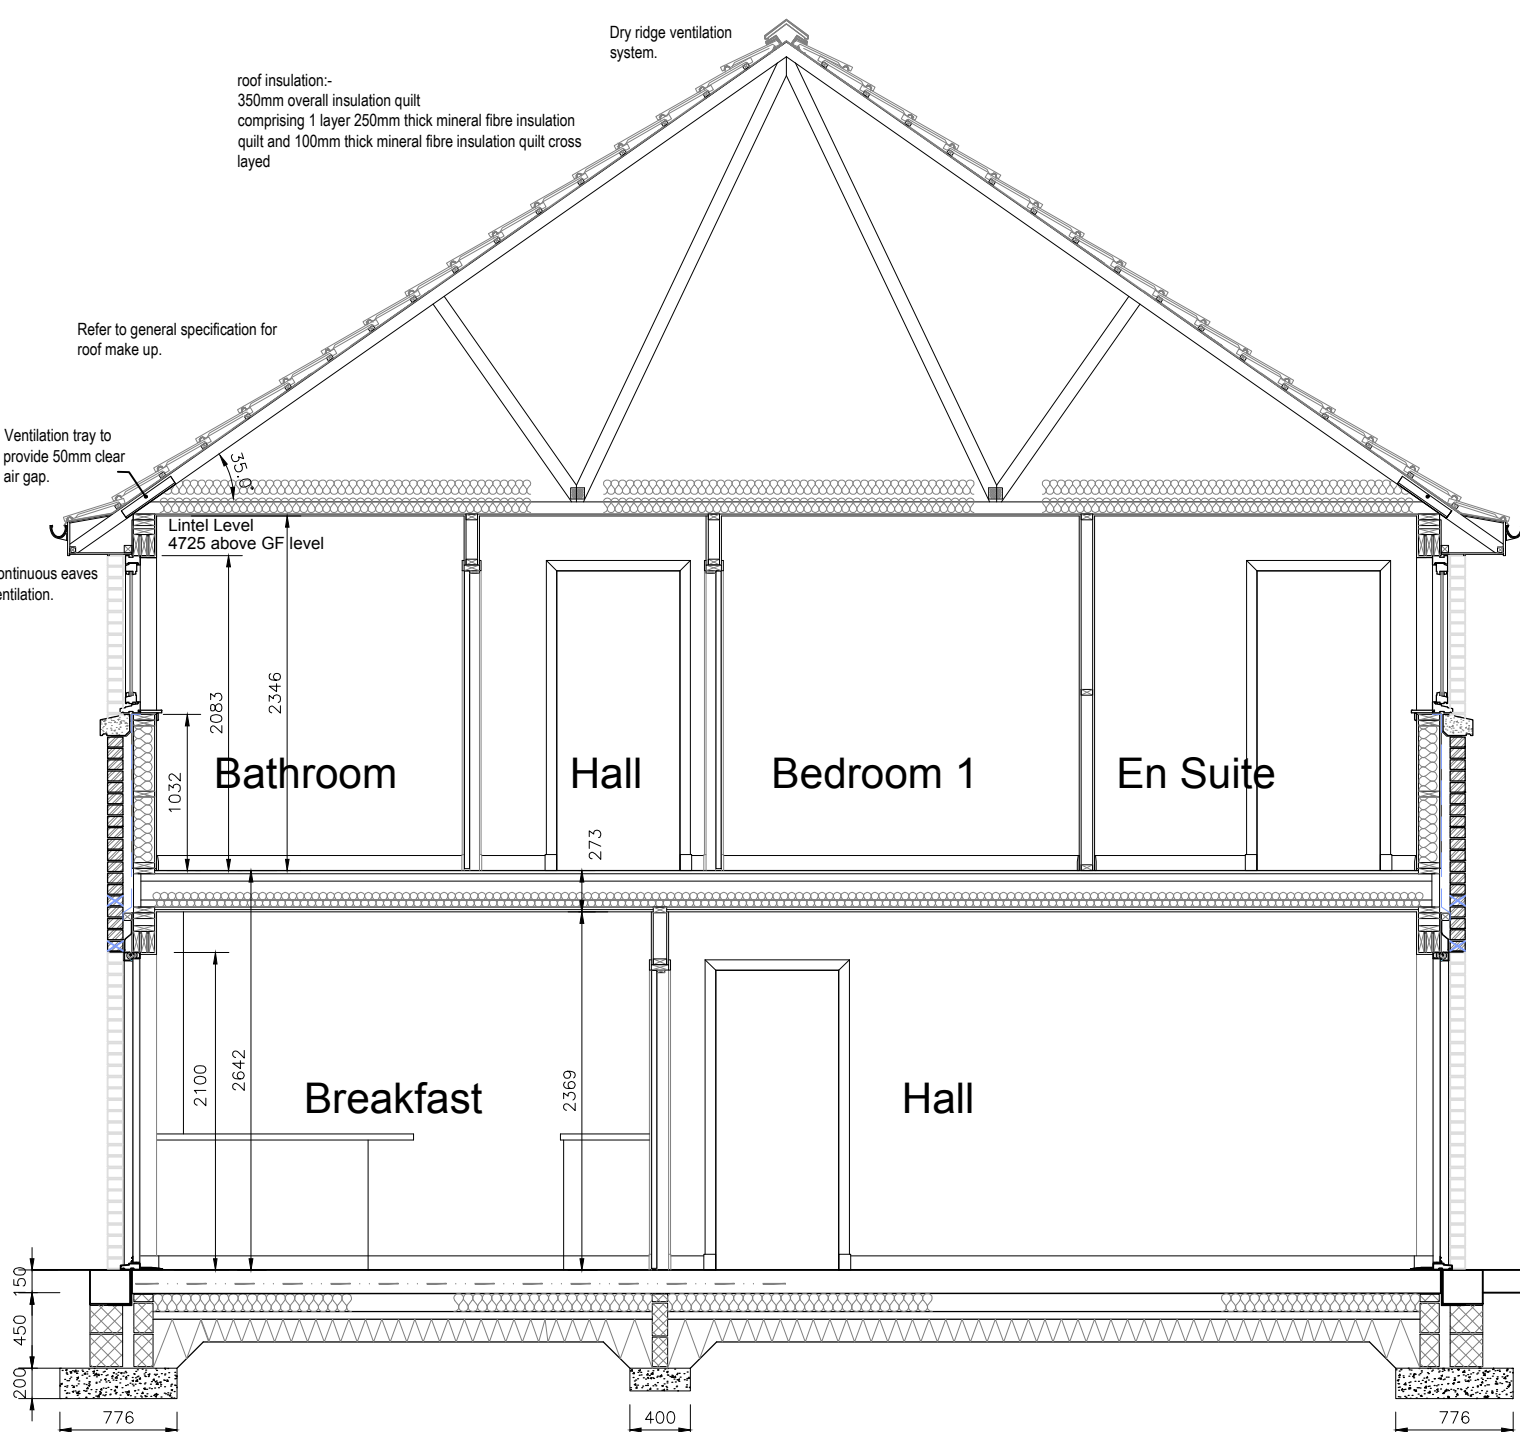 Dry ridge ventilation
system.
roof insulation:-
350mm overall insulation quilt
comprising 1 layer 250mm thick mineral fibre insulation
quilt and 100mm thick mineral fibre insulation quilt cross
layed
Refer to general specification for
roof make up.
Ventilation tray to
provide 50mm clear
air gap.
35.0°
Lintel Level
4725 above GF level
ontinuous eaves
entilation.
2346
2083
1032
Bathroom
Hall
Bedroom 1
En Suite
273
2642
2100
2369
Breakfast
Hall
150
450
200
776
400
776